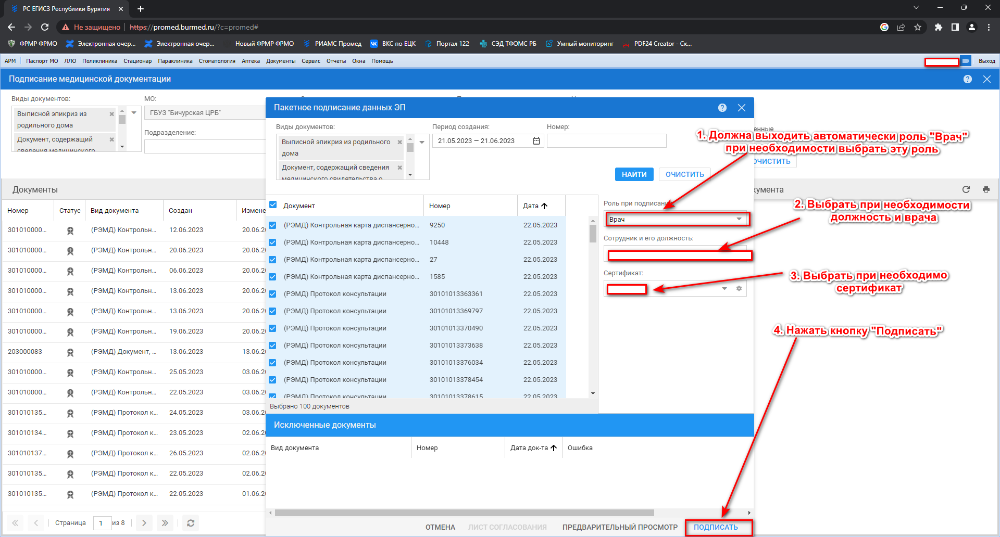 РС ЕГИСЗ Республики Бурятия
Не защищено https://promed.burmed.ru/?c=promed#
ФРМР ФРМО Электронная очер... Электронная очер... Новый ФРМР ФРМО РИАМС Промед ВКС по ЕЦК Портал 122 СЭД ТФОМС РБ Умный мониторинг PDF24 Creator - Ск...
АРМ Паспорт МО ЛЛО Поликлиника Стационар Параклиника Стоматология Аптека Документы Сервис Отчеты Окна Помощь Выход
Подписание медицинской документации
Виды документов: МО:
Выписной эпикриз из родильного дома
ГБУЗ "Бичурская ЦРБ"
Подразделение:
Документ, содержащий сведения медицинского
ОЧИСТИТЬ
Документы
кумента
Номер Статус Вид документа Создан Измене
301010000... (РЭМД) Контрольн... 12.06.2023 20.06.2
301010000... (РЭМД) Контрольн... 20.06.2023 20.06.2
301010000... (РЭМД) Контрольн... 06.06.2023 20.06.2
301010000... (РЭМД) Контрольн... 13.06.2023 20.06.2
301010000... (РЭМД) Контрольн... 13.06.2023 20.06.2
301010000... (РЭМД) Контрольн... 19.06.2023 20.06.2
203000083 (РЭМД) Документ, ... 13.06.2023 13.06.2
301010000... (РЭМД) Контрольн... 25.05.2023 03.06.2
301010000... (РЭМД) Контрольн... 22.05.2023 03.06.2
301010135... (РЭМД) Протокол к... 24.05.2023 03.06.2
301010134... (РЭМД) Протокол к... 23.05.2023 02.06.2
301010137... (РЭМД) Протокол к... 26.05.2023 02.06.2
301010135... (РЭМД) Протокол к... 22.05.2023 02.06.2
301010135... (РЭМД) Протокол к... 22.05.2023 01.06.2
Страница 1 из 8
Пакетное подписание данных ЭП
Виды документов: Период создания: Номер:
Выписной эпикриз из родильного дома
21.05.2023 — 21.06.2023
Документ, содержащий сведения медицинского свидетельства о
НАЙТИ ОЧИСТИТЬ
Документ Номер Дата
(РЭМД) Контрольная карта диспансерно... 9250 22.05.2023
(РЭМД) Контрольная карта диспансерно... 10448 22.05.2023
(РЭМД) Контрольная карта диспансерно... 27 22.05.2023
(РЭМД) Контрольная карта диспансерно... 1585 22.05.2023
(РЭМД) Протокол консультации 30101013363361 22.05.2023
(РЭМД) Протокол консультации 30101013369797 22.05.2023
(РЭМД) Протокол консультации 30101013370490 22.05.2023
(РЭМД) Протокол консультации 30101013373638 22.05.2023
(РЭМД) Протокол консультации 30101013376034 22.05.2023
(РЭМД) Протокол консультации 30101013378454 22.05.2023
(РЭМД) Протокол консультации 30101013378615 22.05.2023
Выбрано 100 документов
Роль при подписани
Врач
Сотрудник и его должность:
Сертификат:
Исключенные документы
Вид документа Номер Дата док-та Ошибка
ОТМЕНА ЛИСТ СОГЛАСОВАНИЯ ПРЕДВАРИТЕЛЬНЫЙ ПРОСМОТР ПОДПИСАТЬ
1. Должна выходить автоматически роль "Врач"
при необходимости выбрать эту роль
2. Выбрать при необходимости
должность и врача
3. Выбрать при необходимо
сертификат
4. Нажать кнопку "Подписать"